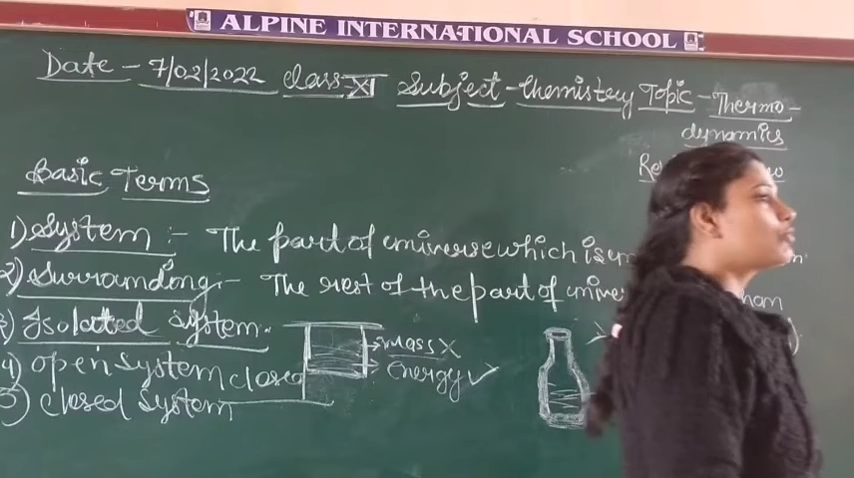 ALPINE INTERNATIONAL SCHOOL
Date - 7/02/2022 Class-XI Subject-Chemistry Topic - Thermo-
dynamics
Basic Terms
1) System :- The part of universe which is
2) Surrounding :- The rest of the part of
3) Isolated system.
4) open system closed
5) closed system
Mass X
Energy ✓